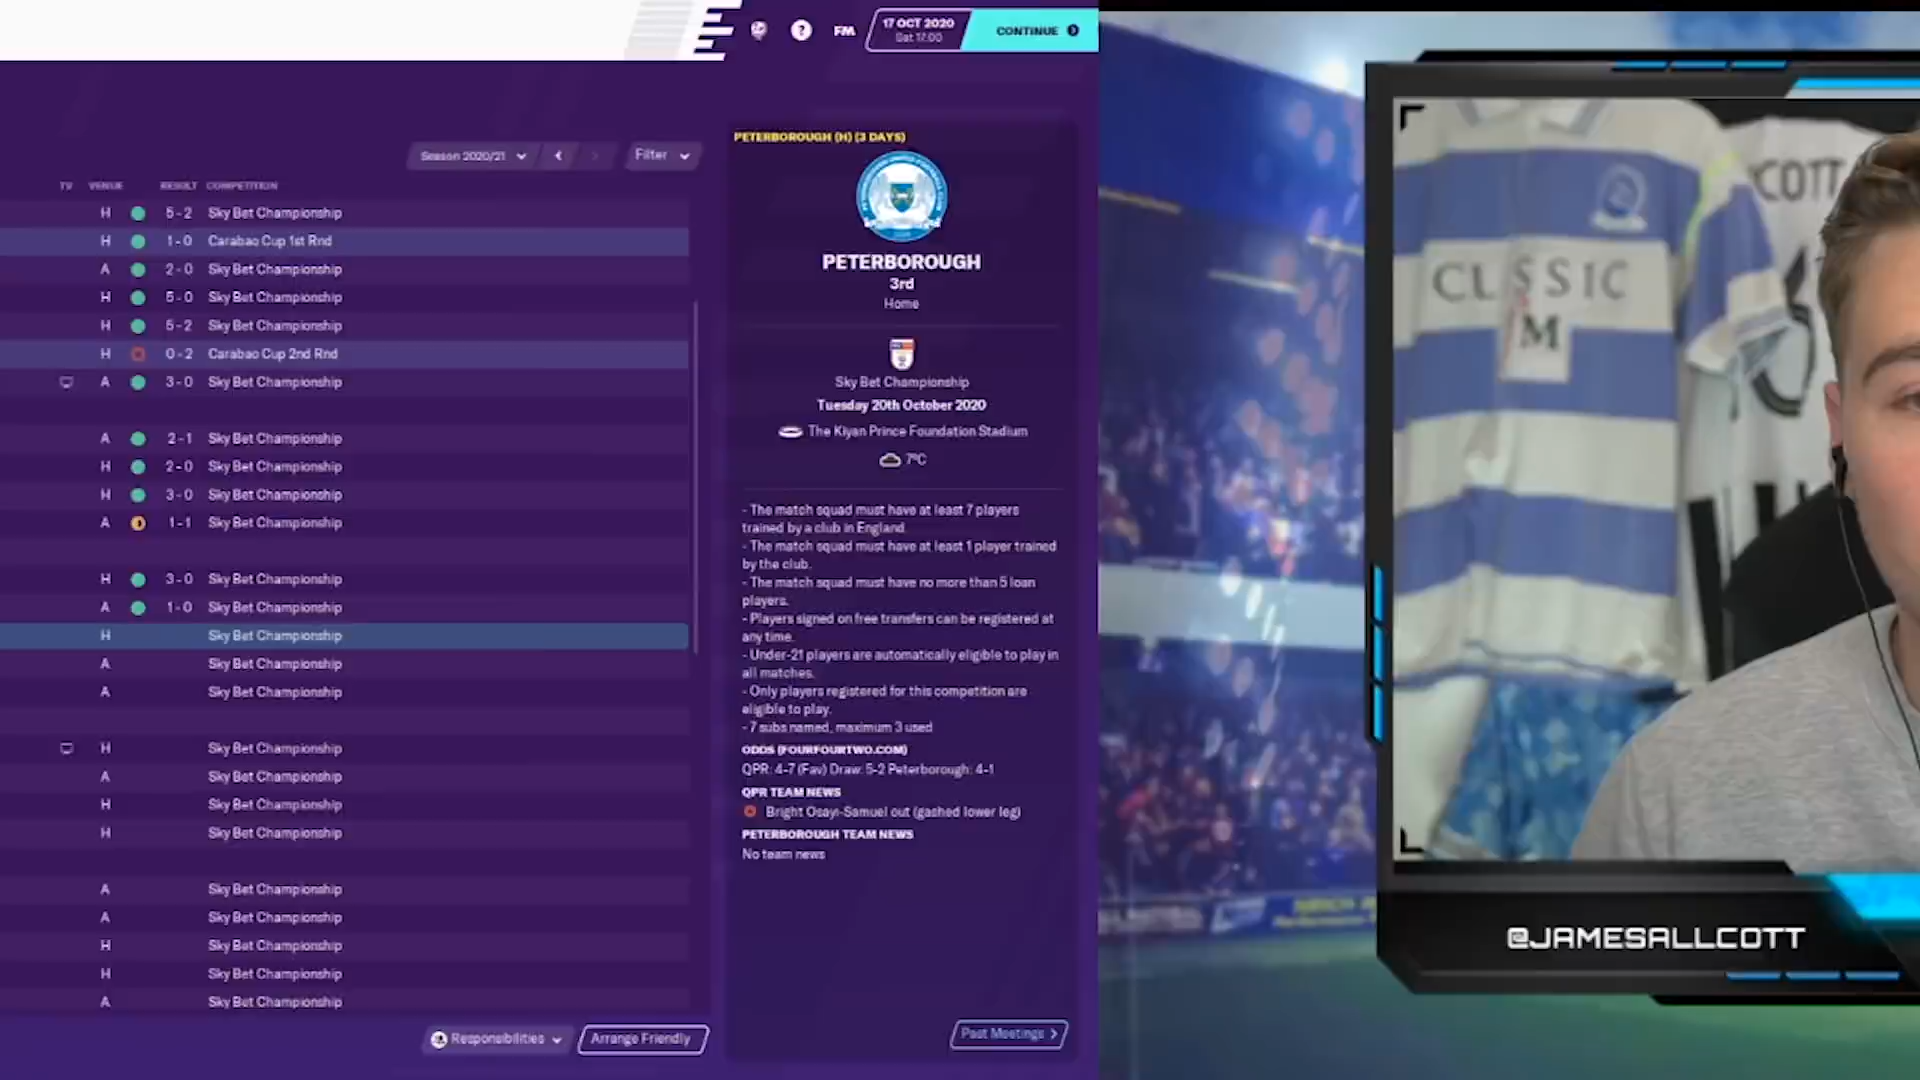 FM
17 OCT 2020
Sat 17:00
CONTINUE
Season 2020/21
Filter
TV VENUE RESULT COMPETITION
H 5-2 Sky Bet Championship
H 1-0 Carabao Cup 1st Rnd
A 2-0 Sky Bet Championship
H 5-0 Sky Bet Championship
H 5-2 Sky Bet Championship
H 0-2 Carabao Cup 2nd Rnd
A 3-0 Sky Bet Championship
A 2-1 Sky Bet Championship
H 2-0 Sky Bet Championship
H 3-0 Sky Bet Championship
A 1-1 Sky Bet Championship
H 3-0 Sky Bet Championship
A 1-0 Sky Bet Championship
H Sky Bet Championship
A Sky Bet Championship
A Sky Bet Championship
H Sky Bet Championship
A Sky Bet Championship
H Sky Bet Championship
H Sky Bet Championship
A Sky Bet Championship
A Sky Bet Championship
H Sky Bet Championship
H Sky Bet Championship
A Sky Bet Championship
Responsibilities
Arrange Friendly
PETERBOROUGH (H) (3 DAYS)
PETERBOROUGH
3rd
Home
Sky Bet Championship
Tuesday 20th October 2020
The Kiyan Prince Foundation Stadium
7°C
- The match squad must have at least 7 players
trained by a club in England.
- The match squad must have at least 1 player trained
by the club.
- The match squad must have no more than 5 loan
players.
- Players signed on free transfers can be registered at
any time.
- Under-21 players are automatically eligible to play in
all matches.
- Only players registered for this competition are
eligible to play.
- 7 subs named, maximum 3 used
ODDS (FOURFOURTWO.COM)
QPR: 4-7 (Fav) Draw: 5-2 Peterborough: 4-1
QPR TEAM NEWS
Bright Osayi-Samuel out (gashed lower leg)
PETERBOROUGH TEAM NEWS
No team news
Past Meetings
COTT
CLASSIC
M
@JAMESALLCOTT